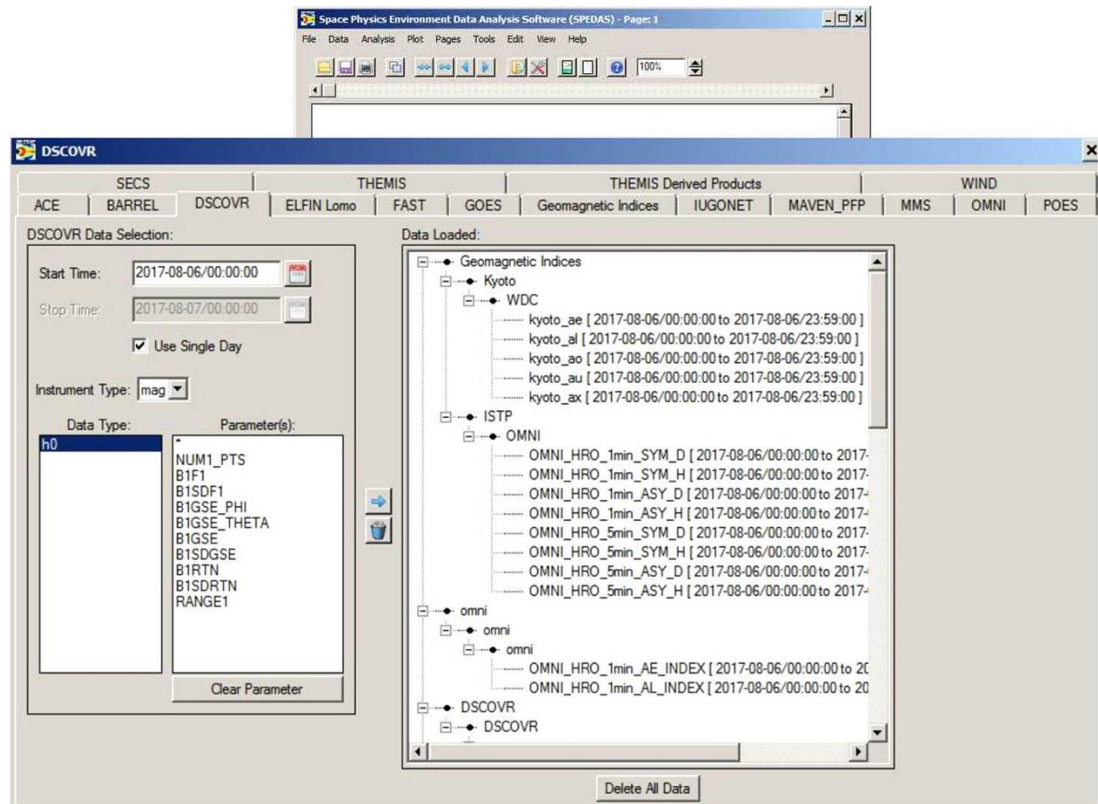 Space Physics Environment Data Analysis Software (SPEDAS) - Page: 1
File Data Analysis Plot Pages Tools Edit View Help
100%
DSCOVR
SECS THEMIS THEMIS Derived Products WIND
ACE BARREL DSCOVR ELFIN Lomo FAST GOES Geomagnetic Indices IUGONET MAVEN_PFP MMS OMNI POES
DSCOVR Data Selection:
Start Time: 2017-08-06/00:00:00
Stop Time: 2017-08-07/00:00:00
Use Single Day
Instrument Type: mag
Data Type: Parameter(s):
h0
*
NUM1_PTS
B1F1
B1SDF1
B1GSE_PHI
B1GSE_THETA
B1GSE
B1SDGSE
B1RTN
B1SDRTN
RANGE1
Clear Parameter
Data Loaded:
Geomagnetic Indices
Kyoto
WDC
kyoto_ae [ 2017-08-06/00:00:00 to 2017-08-06/23:59:00 ]
kyoto_al [ 2017-08-06/00:00:00 to 2017-08-06/23:59:00 ]
kyoto_ao [ 2017-08-06/00:00:00 to 2017-08-06/23:59:00 ]
kyoto_au [ 2017-08-06/00:00:00 to 2017-08-06/23:59:00 ]
kyoto_ax [ 2017-08-06/00:00:00 to 2017-08-06/23:59:00 ]
ISTP
OMNI
OMNI_HRO_1min_SYM_D [ 2017-08-06/00:00:00 to 2017-
OMNI_HRO_1min_SYM_H [ 2017-08-06/00:00:00 to 2017-
OMNI_HRO_1min_ASY_D [ 2017-08-06/00:00:00 to 2017-
OMNI_HRO_1min_ASY_H [ 2017-08-06/00:00:00 to 2017-
OMNI_HRO_5min_SYM_D [ 2017-08-06/00:00:00 to 2017-
OMNI_HRO_5min_SYM_H [ 2017-08-06/00:00:00 to 2017-
OMNI_HRO_5min_ASY_D [ 2017-08-06/00:00:00 to 2017-
OMNI_HRO_5min_ASY_H [ 2017-08-06/00:00:00 to 2017-
omni
omni
omni
OMNI_HRO_1min_AE_INDEX [ 2017-08-06/00:00:00 to 20
OMNI_HRO_1min_AL_INDEX [ 2017-08-06/00:00:00 to 20
DSCOVR
DSCOVR
Delete All Data